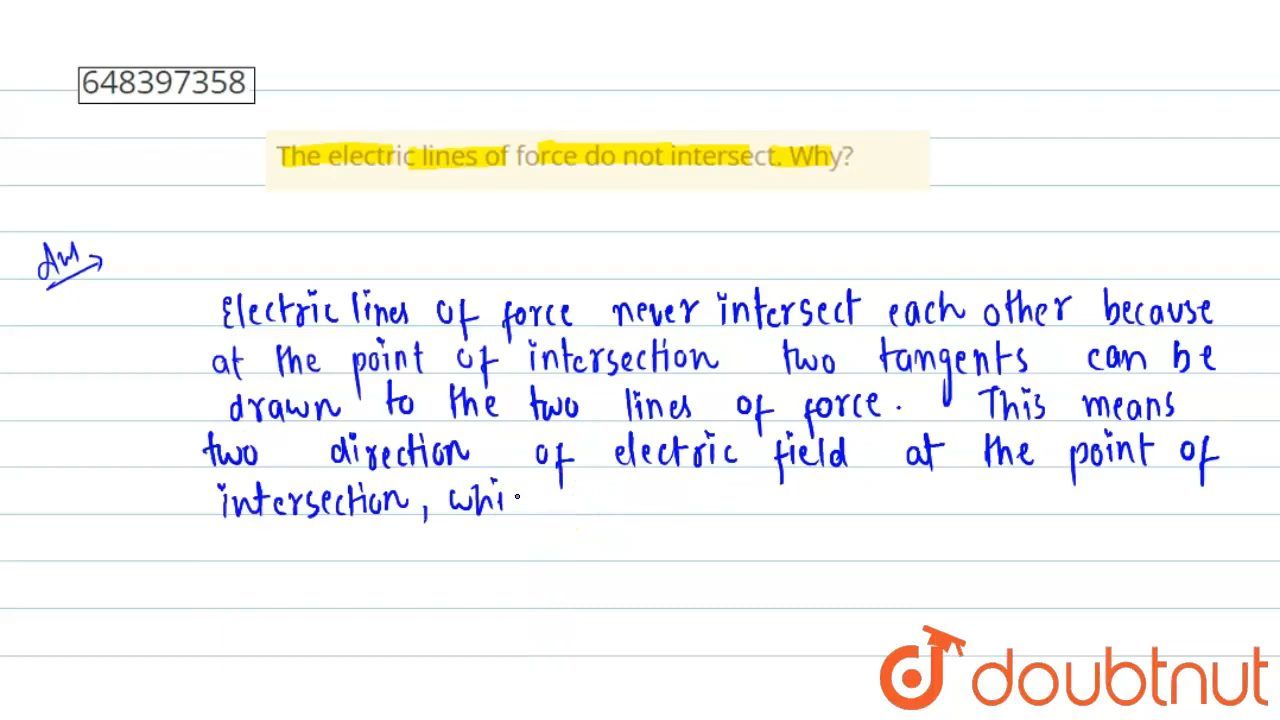 648397358
The electric lines of force do not intersect. Why?
Ans
Electric lines of force never intersect each other because
at the point of intersection two tangents can be
drawn to the two lines of force. This means
two direction of electric field at the point of
intersection, whi
doubtnut